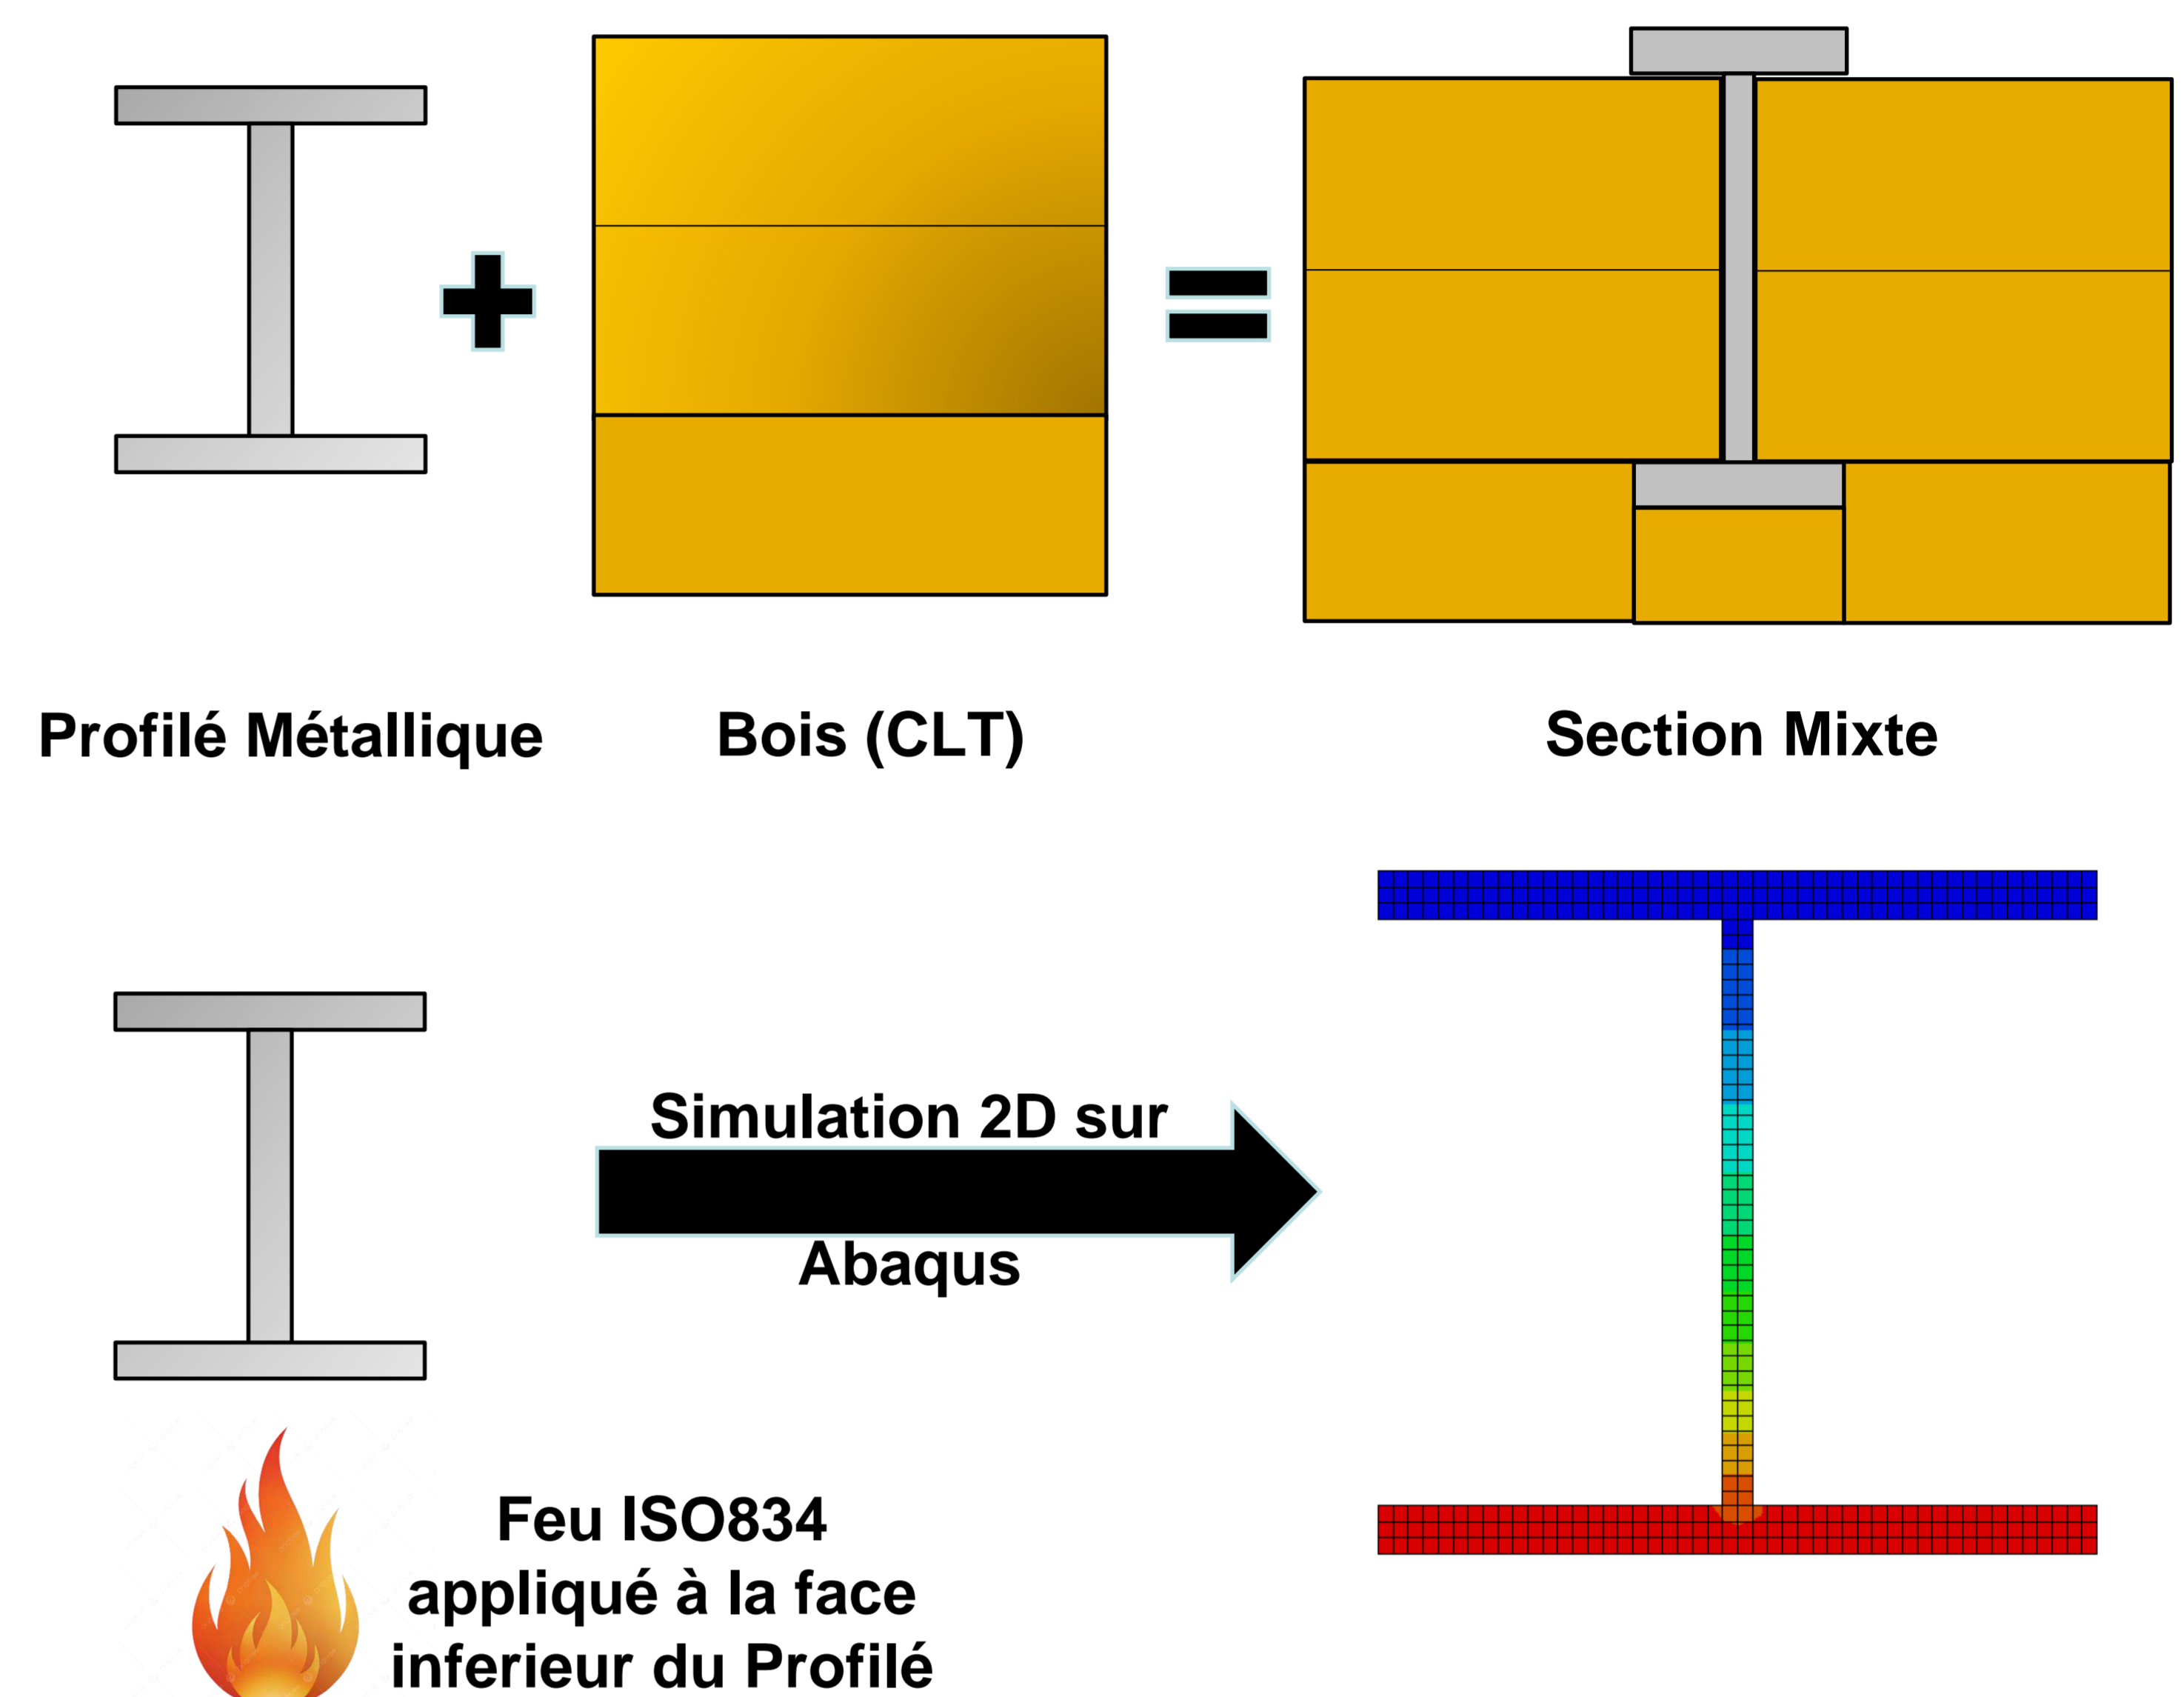 Profilé Métallique
Bois (CLT)
Section Mixte
Simulation 2D sur
Abaqus
Feu ISO834
appliqué à la face
inferieur du Profilé